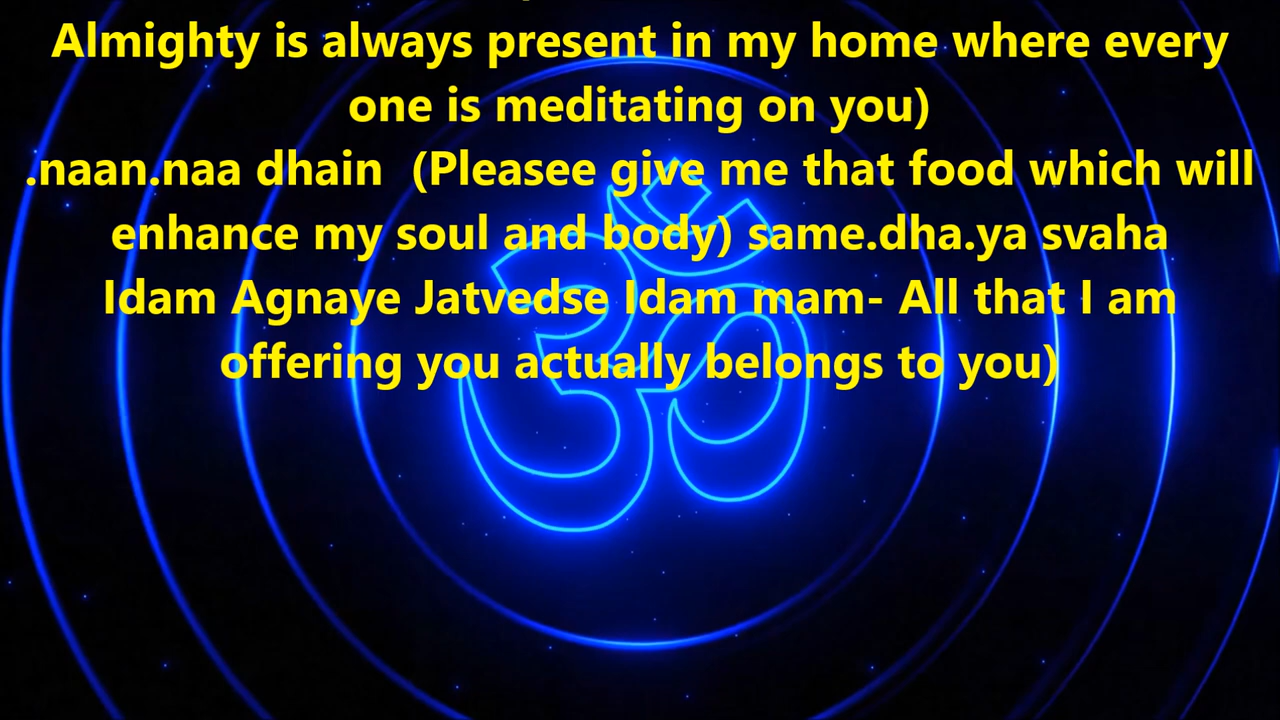 Almighty is always present in my home where every
one is meditating on you)
.naan.naa dhain  (Pleasee give me that food which will
enhance my soul and body) same.dha.ya svaha
Idam Agnaye Jatvedse Idam mam- All that I am
offering you actually belongs to you)
ॐ